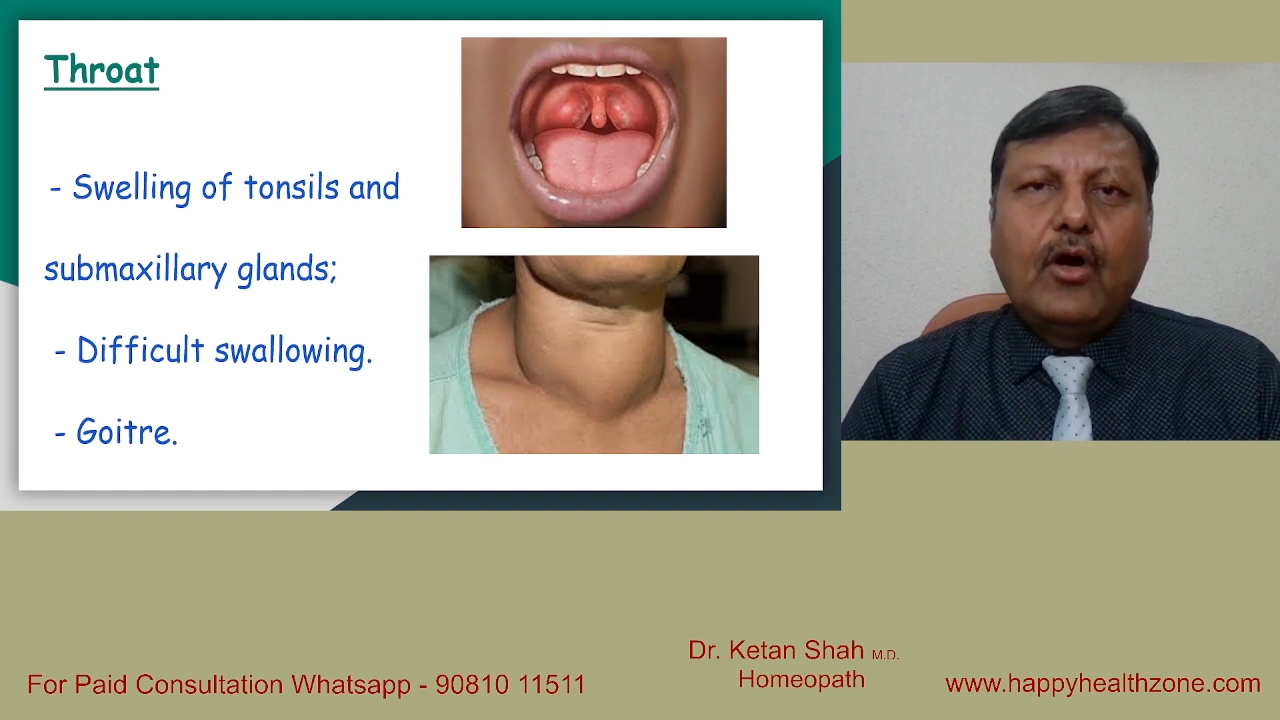 Throat
- Swelling of tonsils and
submaxillary glands;
- Difficult swallowing.
- Goitre.
Dr. Ketan Shah M.D.
Homeopath
For Paid Consultation Whatsapp - 90810 11511
www.happyhealthzone.com